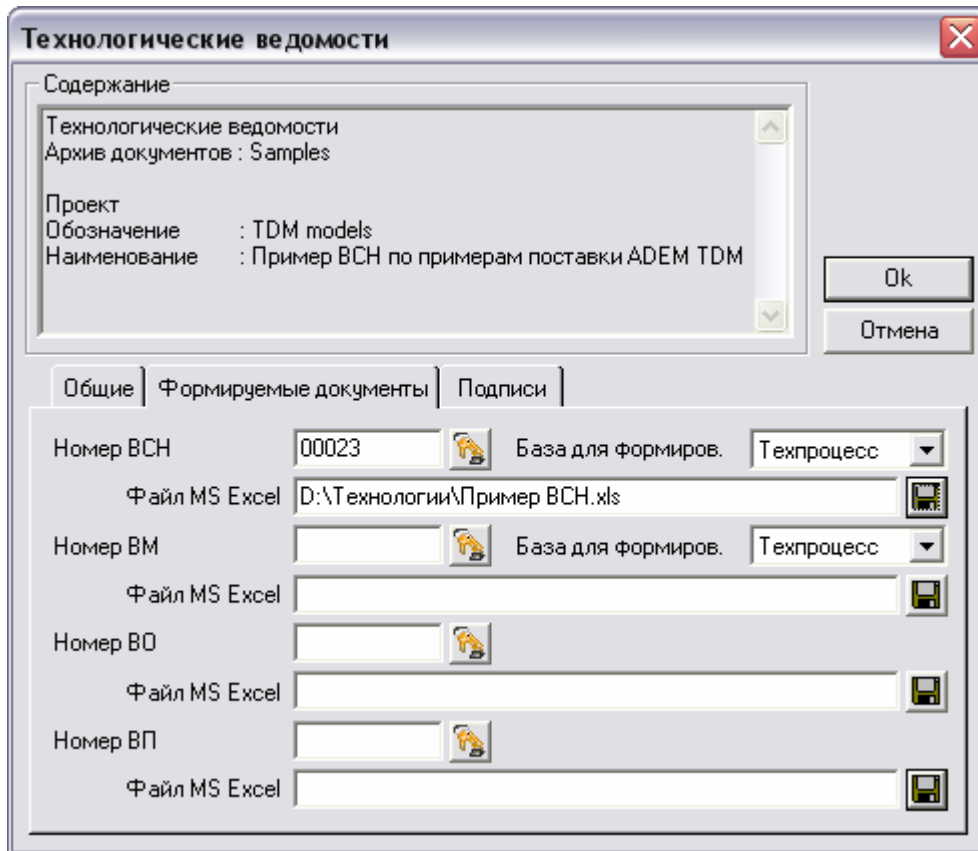 Технологические ведомости
Содержание
Технологические ведомости
Архив документов : Samples
Проект
Обозначение : TDM models
Наименование : Пример ВСН по примерам поставки ADEM TDM
Ok
Отмена
Общие Формируемые документы Подписи
Номер ВСН 00023 База для формиров. Техпроцесс
Файл MS Excel D:\Технологии\Пример ВСН.xls
Номер ВМ База для формиров. Техпроцесс
Файл MS Excel
Номер ВО
Файл MS Excel
Номер ВП
Файл MS Excel